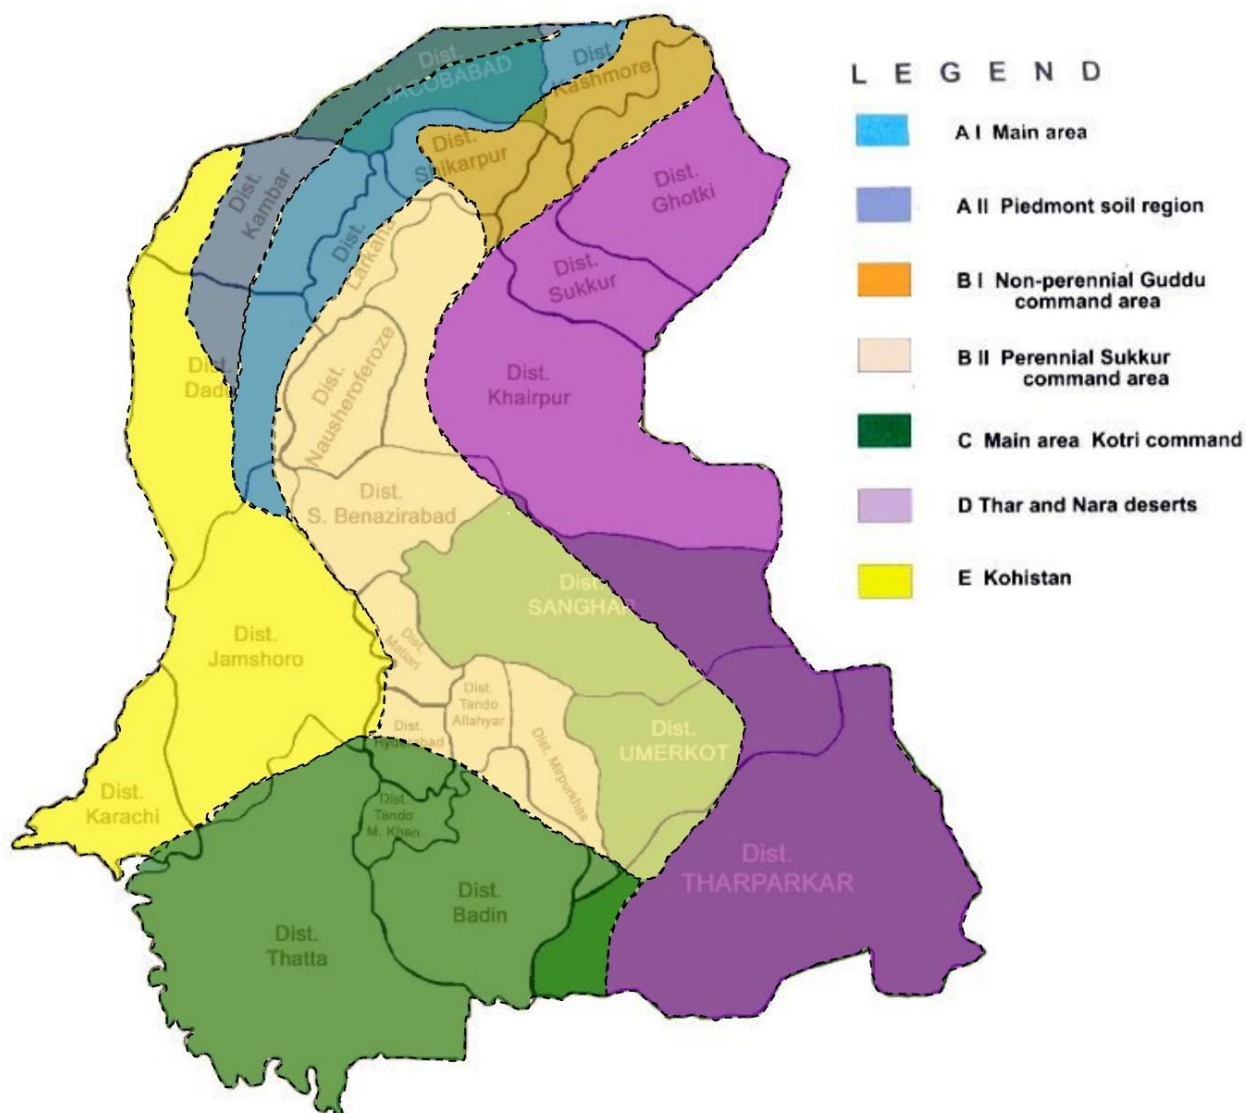 Dist.
JACOBABAD
Dist.
Kashmore
Dist.
Shikarpur
Dist.
Kambar
Dist.
Larkana
Dist.
Ghotki
Dist.
Sukkur
Dist.
Dadu
Dist.
Nausheroferoze
Dist.
Khairpur
Dist.
S. Benazirabad
Dist.
SANGHAR
Dist.
Matiari
Dist.
Jamshoro
Dist.
Tando
Allahyar
Dist.
Hyderabad
Dist. Mirpurkhas
Dist.
UMERKOT
Dist.
Karachi
Dist.
Tando
M. Khan
Dist.
THARPARKAR
Dist.
Badin
Dist.
Thatta
LEGEND
A I Main area
A II Piedmont soil region
B I Non-perennial Guddu
command area
B II Perennial Sukkur
command area
C Main area Kotri command
D Thar and Nara deserts
E Kohistan